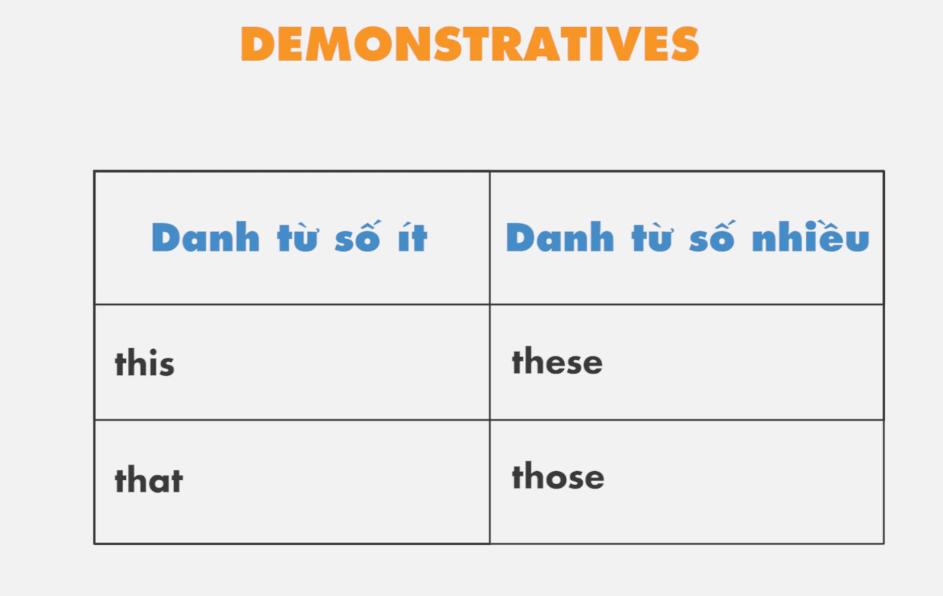 DEMONSTRATIVES
Danh từ số ít
Danh từ số nhiều
this
these
that
those